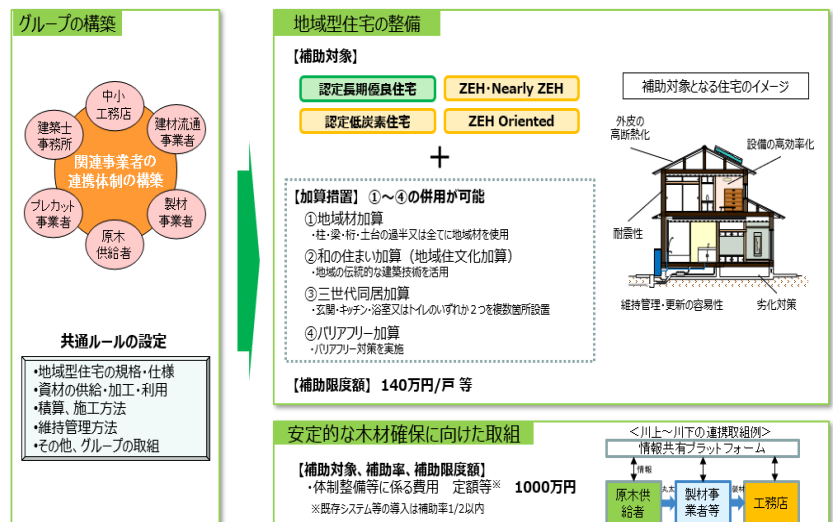 グループの構築
中小
工務店
建築士
事務所
建材流通
事業者
関連事業者の
連携体制の構築
プレカット
事業者
製材
事業者
原木
供給者
共通ルールの設定
・地域型住宅の規格・仕様
・資材の供給・加工・利用
・積算、施工方法
・維持管理方法
・その他、グループの取組
地域型住宅の整備
【補助対象】
認定長期優良住宅
ZEH・Nearly ZEH
認定低炭素住宅
ZEH Oriented
+
【加算措置】①～④の併用が可能
①地域材加算
・柱・梁・桁・土台の過半又は全てに地域材を使用
②和の住まい加算（地域住文化加算）
・地域の伝統的な建築技術を活用
③三世代同居加算
・玄関・キッチン・浴室又はトイレのいずれか２つを複数箇所設置
④バリアフリー加算
・バリアフリー対策を実施
【補助限度額】140万円/戸 等
補助対象となる住宅のイメージ
外皮の
高断熱化
設備の高効率化
耐震性
維持管理・更新の容易性
劣化対策
安定的な木材確保に向けた取組
【補助対象、補助率、補助限度額】
・体制整備等に係る費用　定額等※　1000万円
※既存システム等の導入は補助率1/2以内
＜川上～川下の連携取組例＞
情報共有プラットフォーム
情報
原木供
給者
丸太
製材事
業者等
製材
工務店